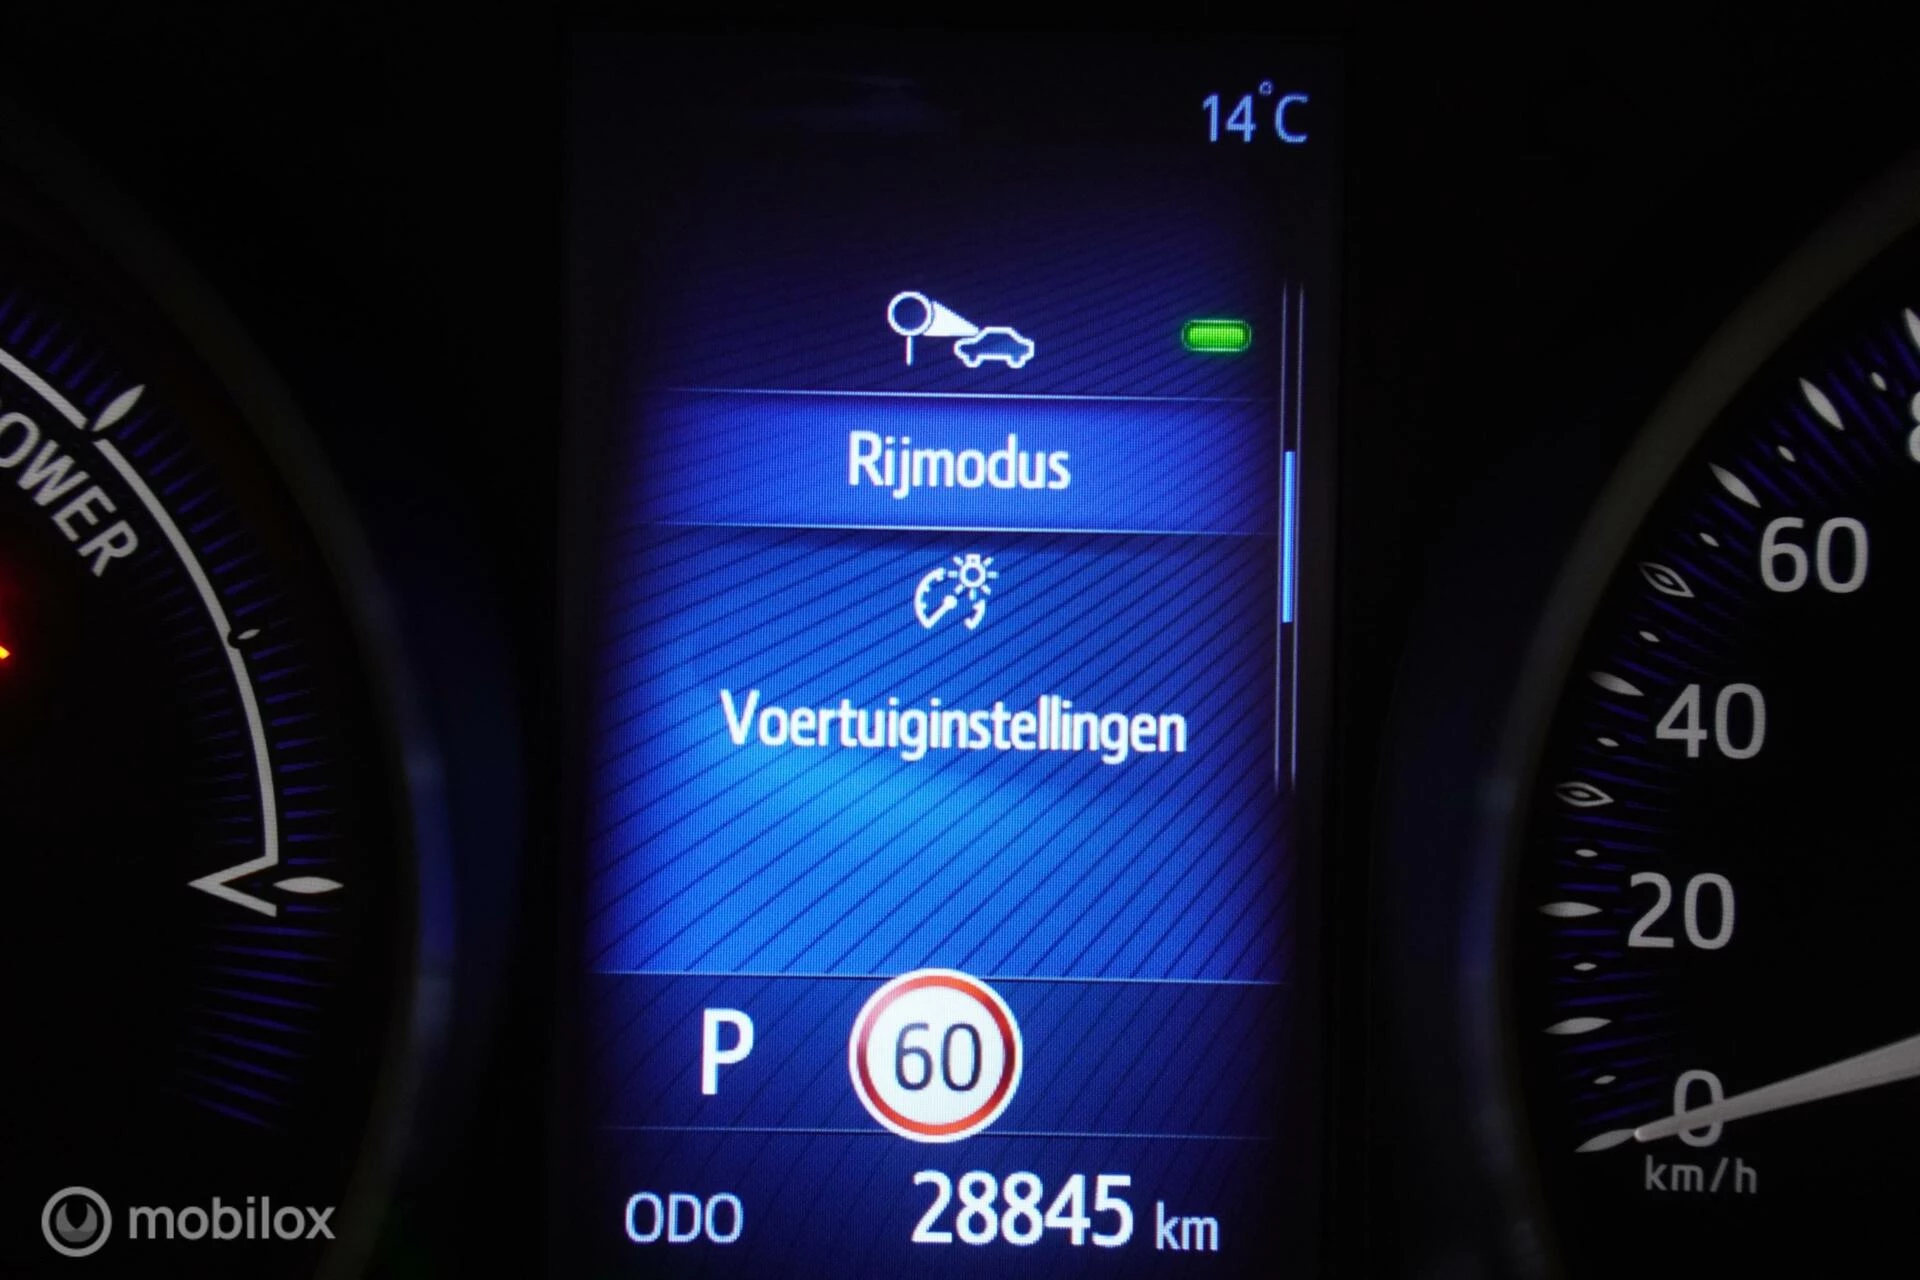 14°C
Rijmodus
Voertuiginstellingen
P 60
ODO 28845 km
60
40
20
0
km/h
mobilox